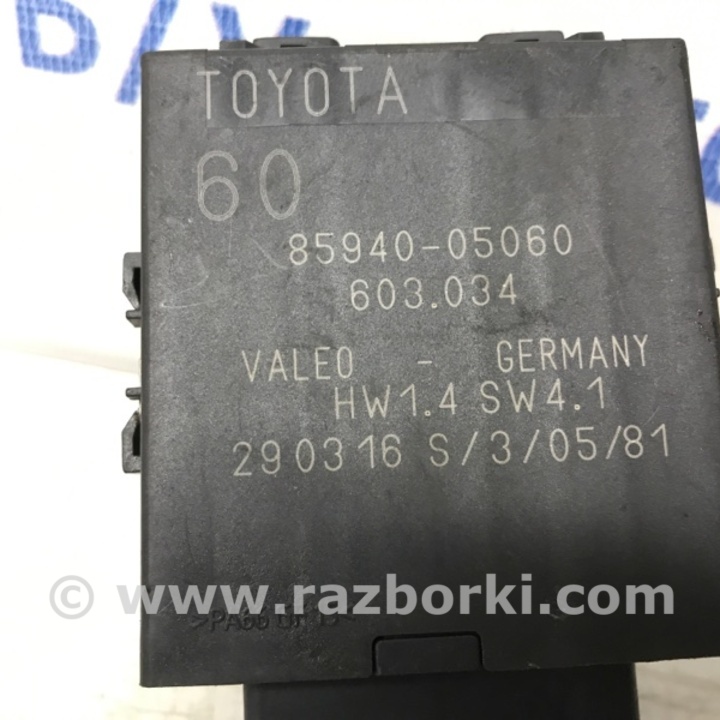 Б/У
TOYOTA
60
85940-05060
603.034
VALEO - GERMANY
HW1.4 SW4.1
290316 S/3/05/81
© www.razborki.com